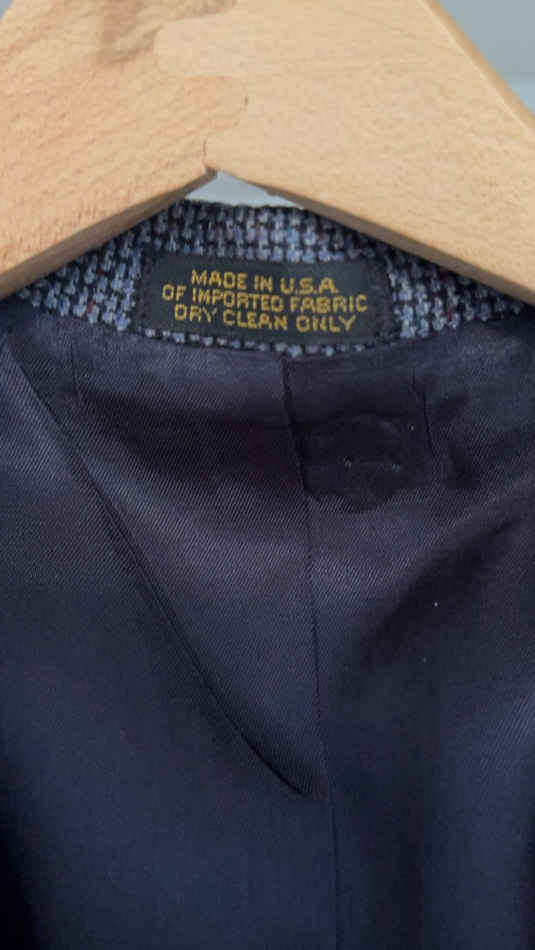 MADE IN U.S.A.
OF IMPORTED FABRIC
DRY CLEAN ONLY